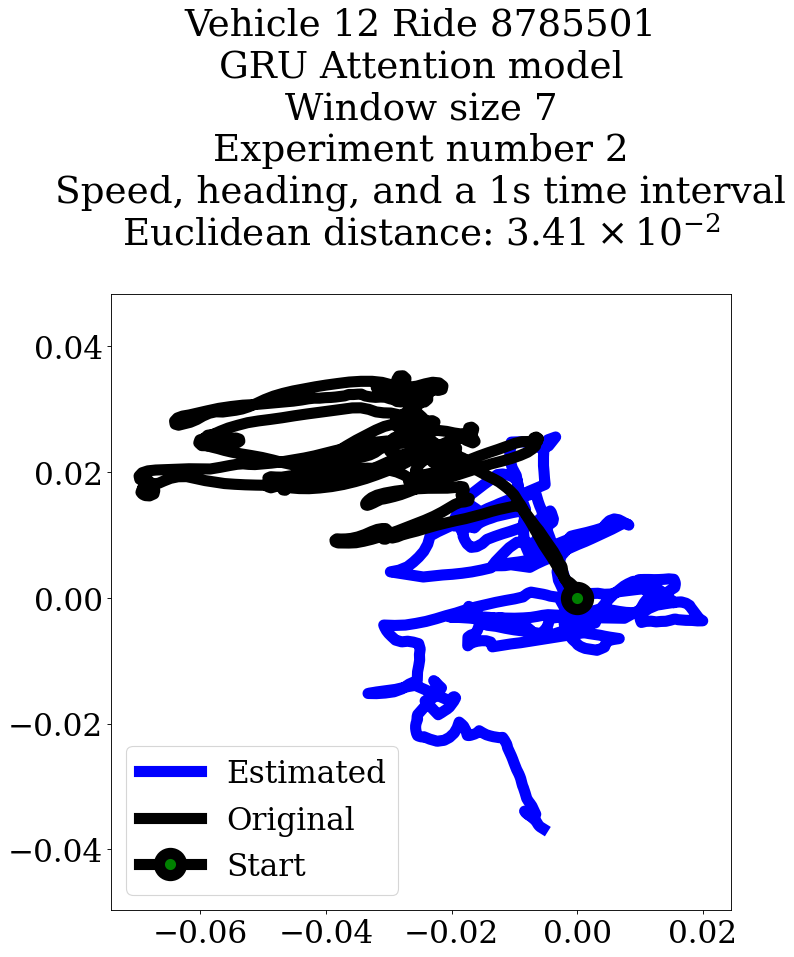 Vehicle 12 Ride 8785501
GRU Attention model
Window size 7
Experiment number 2
Speed, heading, and a 1s time interval
Euclidean distance: 3.41 × 10⁻²
0.04
0.02
0.00
−0.02
−0.04
Estimated
Original
Start
−0.06 −0.04 −0.02 0.00 0.02